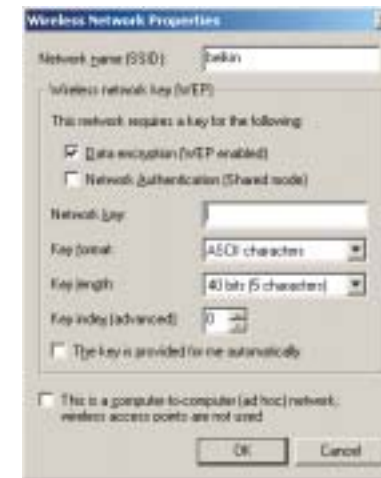 Wireless Network Properties
Network name (SSID): belkin
Wireless network key (WEP)
This network requires a key for the following:
Data encryption (WEP enabled)
Network Authentication (Shared mode)
Network key:
Key format: ASCII characters
Key length: 40 bits (5 characters)
Key index (advanced): 0
The key is provided for me automatically
This is a computer-to-computer (ad hoc) network;
wireless access points are not used
OK Cancel